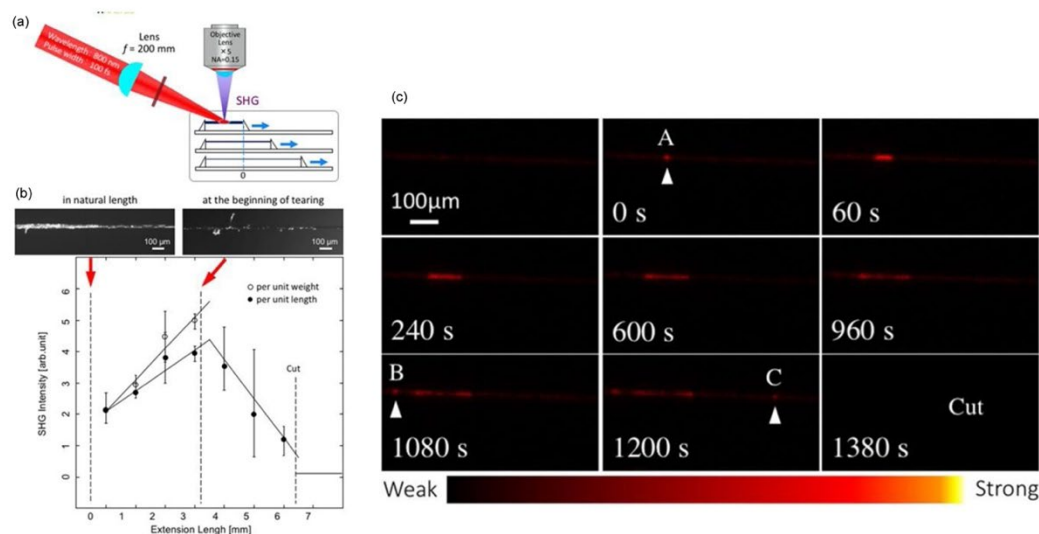 (a)
Wavelength : 800 nm
Pulse width : 100 fs
Lens
f = 200 mm
Objective
Lens
× 5
NA=0.15
SHG
0
(b)
in natural length
at the beginning of tearing
100 μm
100 μm
per unit weight
per unit length
Cut
SHG Intensity [arb.unit]
6
5
4
3
2
1
0
0 1 2 3 4 5 6 7
Extension Lengh [mm]
(c)
A
100μm
0 s
60 s
240 s
600 s
960 s
B
C
1080 s
1200 s
Cut
1380 s
Weak
Strong